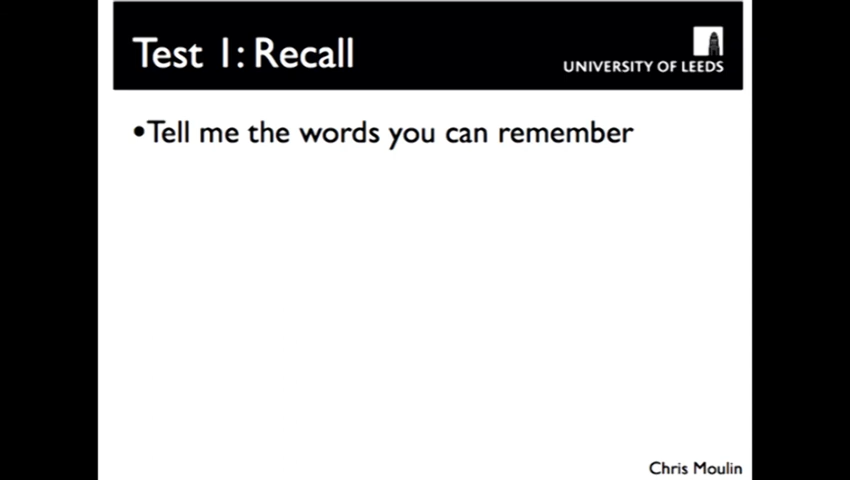 Test 1: Recall
UNIVERSITY OF LEEDS
•Tell me the words you can remember
Chris Moulin